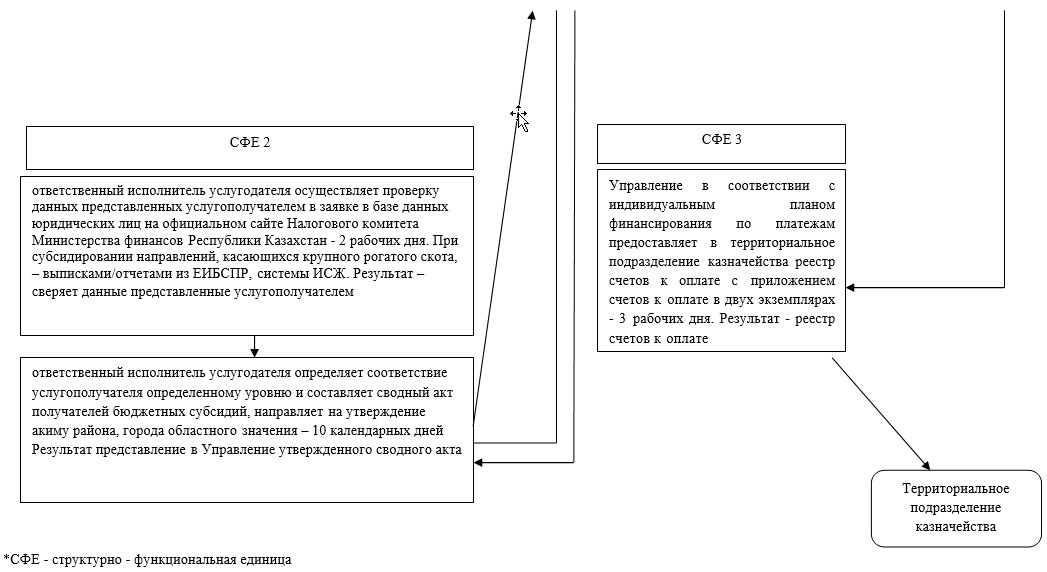 СФЕ 2
ответственный исполнитель услугодателя осуществляет проверку
данных представленных услугополучателем в заявке в базе данных
юридических лиц на официальном сайте Налогового комитета
Министерства финансов Республики Казахстан - 2 рабочих дня. При
субсидировании направлений, касающихся крупного рогатого скота,
– выписками/отчетами из ЕИБСПР, системы ИСЖ. Результат –
сверяет данные представленные услугополучателем
ответственный исполнитель услугодателя определяет соответствие
услугополучателя определенному уровню и составляет сводный акт
получателей бюджетных субсидий, направляет на утверждение
акиму района, города областного значения – 10 календарных дней
Результат представление в Управление утвержденного сводного акта
СФЕ 3
Управление в соответствии с
индивидуальным планом
финансирования по платежам
предоставляет в территориальное
подразделение казначейства реестр
счетов к оплате с приложением
счетов к оплате в двух экземплярах
- 3 рабочих дня. Результат - реестр
счетов к оплате
Территориальное
подразделение
казначейства
*СФЕ - структурно - функциональная единица